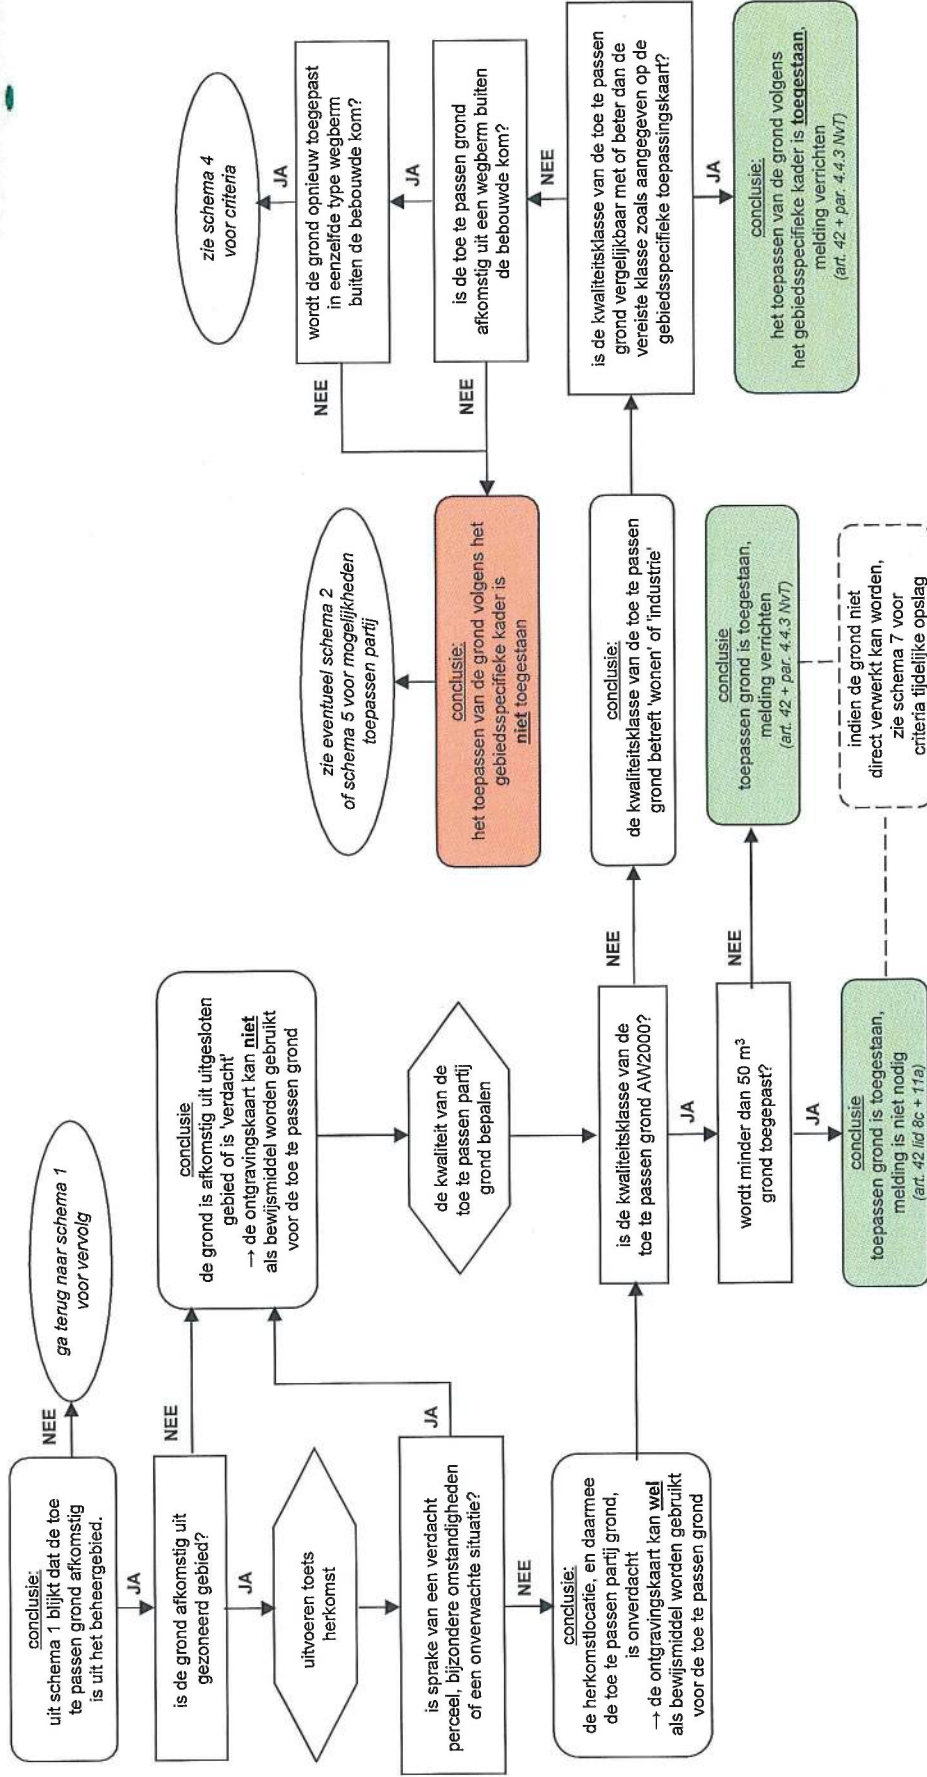 conclusie:
uit schema 1 blijkt dat de toe
te passen grond afkomstig
is uit het beheergebied.
NEE
ga terug naar schema 1
voor vervolg
JA
is de grond afkomstig uit
gezoneerd gebied?
NEE
JA
uitvoeren toets
herkomst
is sprake van een verdacht
perceel, bijzondere omstandigheden
of een onverwachte situatie?
JA
NEE
conclusie:
de herkomstlocatie, en daarmee
de toe te passen partij grond,
is onverdacht
→ de ontgravingskaart kan wel
als bewijsmiddel worden gebruikt
voor de toe te passen grond
conclusie
de grond is afkomstig uit uitgesloten
gebied of is 'verdacht'
→ de ontgravingskaart kan niet
als bewijsmiddel worden gebruikt
voor de toe te passen grond
de kwaliteit van de
toe te passen partij
grond bepalen
is de kwaliteitsklasse van de
toe te passen grond AW2000?
NEE
JA
wordt minder dan 50 m³
grond toegepast?
NEE
JA
conclusie
toepassen grond is toegestaan,
melding is niet nodig
(art. 42 lid 8c + 11a)
zie eventueel schema 2
of schema 5 voor mogelijkheden
toepassen partij
conclusie:
het toepassen van de grond volgens het
gebiedsspecifieke kader is
niet toegestaan
conclusie:
de kwaliteitsklasse van de toe te passen
grond betreft 'wonen' of 'industrie'
conclusie
toepassen grond is toegestaan,
melding verrichten
(art. 42 + par. 4.4.3 NvT)
indien de grond niet
direct verwerkt kan worden,
zie schema 7 voor
criteria tijdelijke opslag
zie schema 4
voor criteria
JA
wordt de grond opnieuw toegepast
in eenzelfde type wegberm
buiten de bebouwde kom?
NEE
JA
is de toe te passen grond
afkomstig uit een wegberm buiten
de bebouwde kom?
NEE
NEE
is de kwaliteitsklasse van de toe te passen
grond vergelijkbaar met of beter dan de
vereiste klasse zoals aangegeven op de
gebiedsspecifieke toepassingskaart?
JA
conclusie:
het toepassen van de grond volgens
het gebiedsspecifieke kader is toegestaan,
melding verrichten
(art. 42 + par. 4.4.3 NvT)